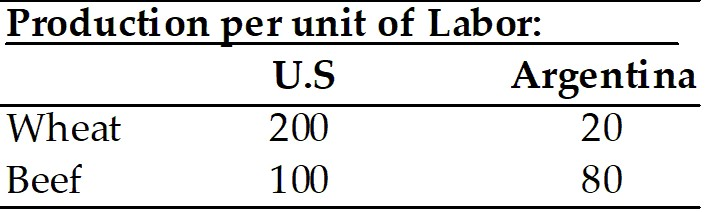 Production per unit of Labor:
U.S Argentina
Wheat 200 20
Beef 100 80